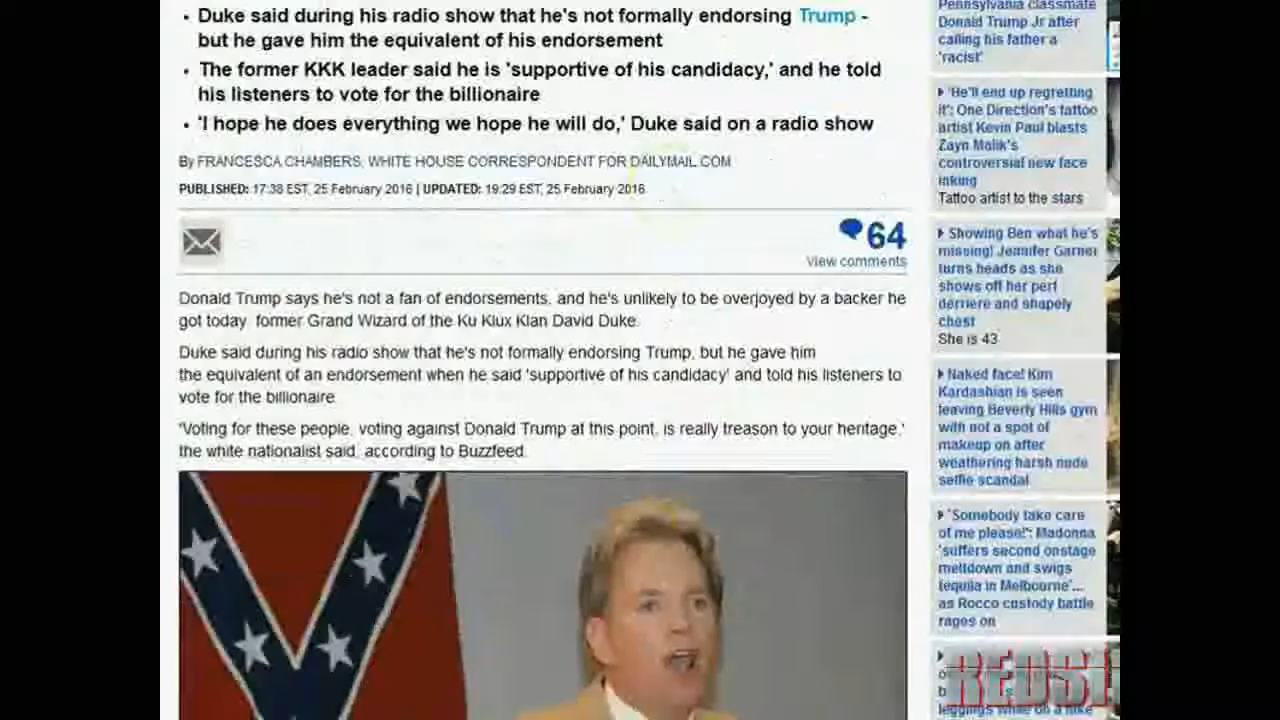 Duke said during his radio show that he's not formally endorsing Trump -
but he gave him the equivalent of his endorsement
The former KKK leader said he is 'supportive of his candidacy,' and he told
his listeners to vote for the billionaire
'I hope he does everything we hope he will do,' Duke said on a radio show
By FRANCESCA CHAMBERS, WHITE HOUSE CORRESPONDENT FOR DAILYMAIL.COM
PUBLISHED: 17:38 EST, 25 February 2016 | UPDATED: 19:29 EST, 25 February 2016
64
View comments
Donald Trump says he's not a fan of endorsements, and he's unlikely to be overjoyed by a backer he
got today, former Grand Wizard of the Ku Klux Klan David Duke.
Duke said during his radio show that he's not formally endorsing Trump, but he gave him
the equivalent of an endorsement when he said 'supportive of his candidacy' and told his listeners to
vote for the billionaire.
'Voting for these people, voting against Donald Trump at this point, is really treason to your heritage,'
the white nationalist said, according to Buzzfeed.
Pennsylvania classmate
Donald Trump Jr after
calling his father a
'racist'
'He'll end up regretting
it': One Direction's tattoo
artist Kevin Paul blasts
Zayn Malik's
controversial new face
inking
Tattoo artist to the stars
Showing Ben what he's
missing! Jennifer Garner
turns heads as she
shows off her pert
derriere and shapely
chest
She is 43
Naked face! Kim
Kardashian is seen
leaving Beverly Hills gym
with not a spot of
makeup on after
weathering harsh nude
selfie scandal
'Somebody take care
of me please!': Madonna
'suffers second onstage
meltdown and swigs
tequila in Melbourne'...
as Rocco custody battle
rages on
leggings while on a hike